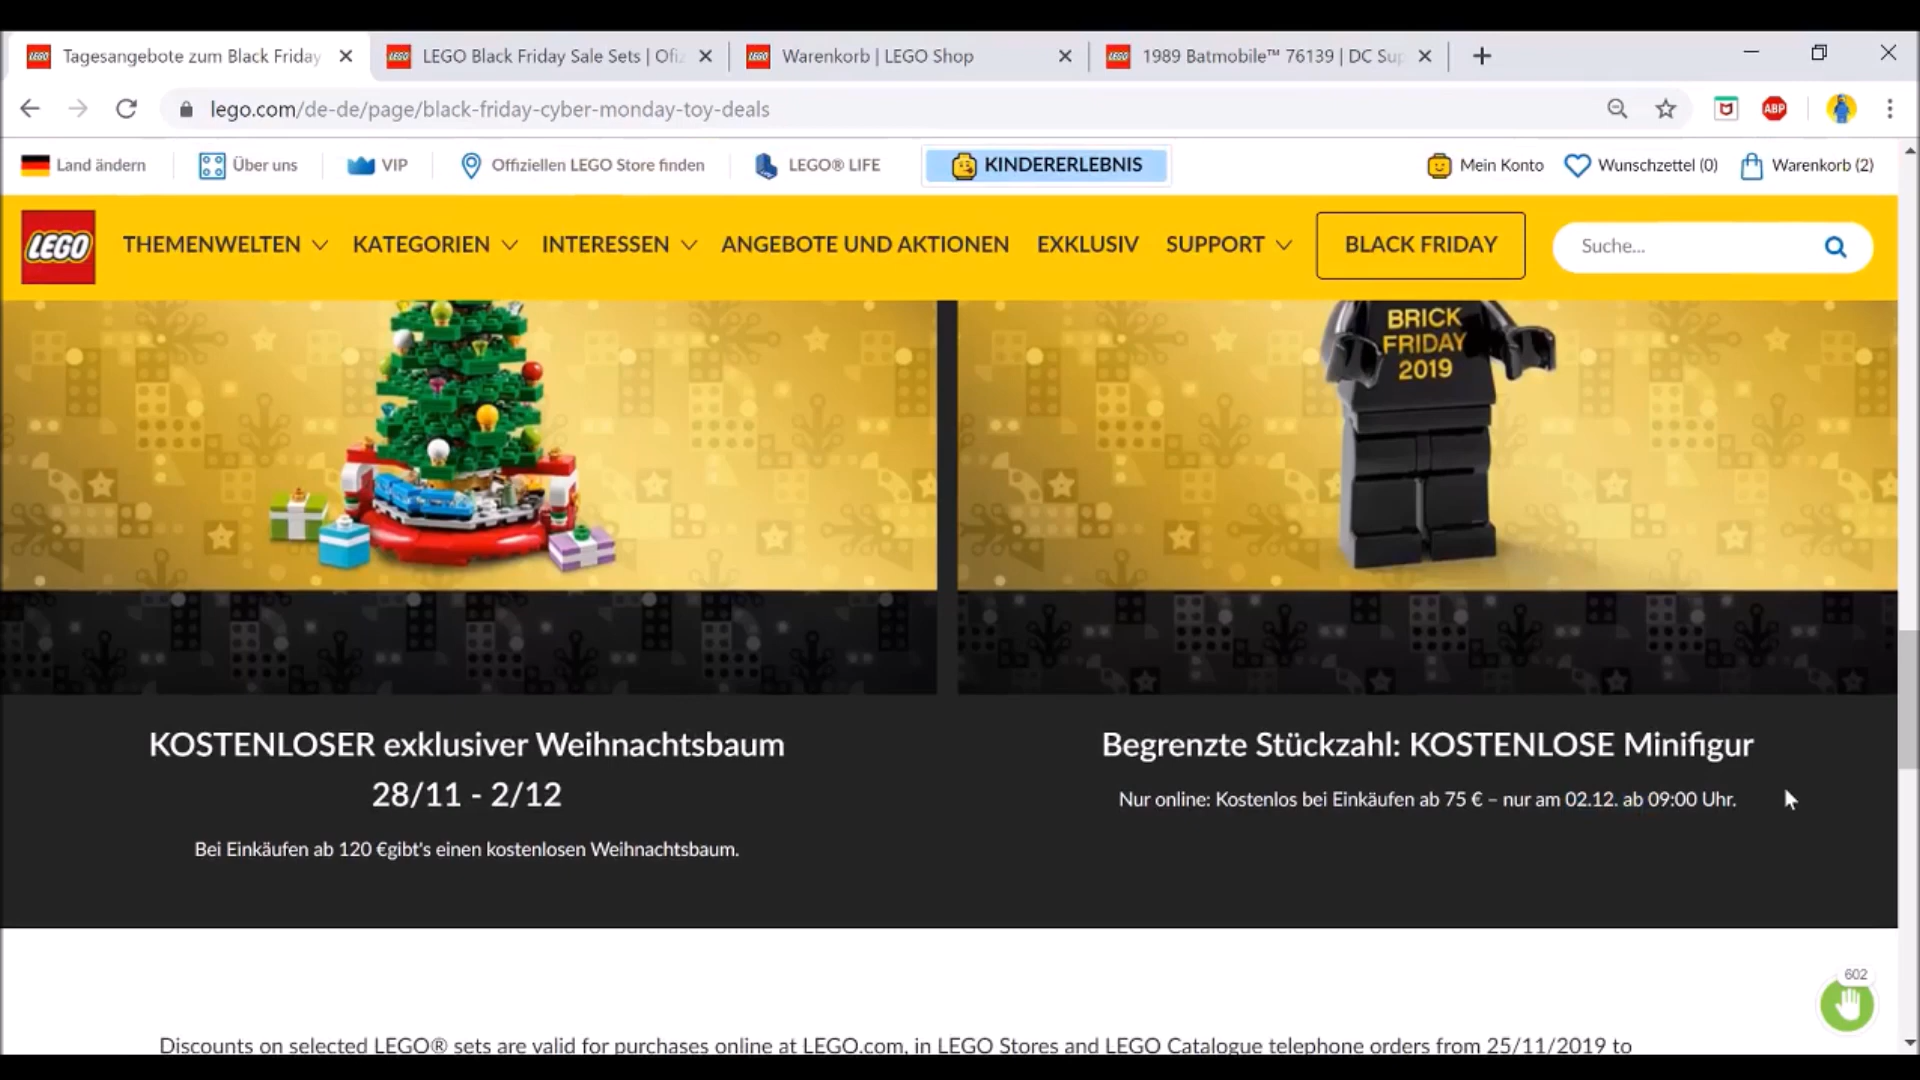 Tagesangebote zum Black Friday
LEGO Black Friday Sale Sets | Ofiz
Warenkorb | LEGO Shop
1989 Batmobile™ 76139 | DC Sup
lego.com/de-de/page/black-friday-cyber-monday-toy-deals
ABP
Land ändern
Über uns
VIP
Offiziellen LEGO Store finden
LEGO® LIFE
KINDERERLEBNIS
Mein Konto
Wunschzettel (0)
Warenkorb (2)
LEGO
THEMENWELTEN
KATEGORIEN
INTERESSEN
ANGEBOTE UND AKTIONEN
EXKLUSIV
SUPPORT
BLACK FRIDAY
Suche...
BRICK
FRIDAY
2019
KOSTENLOSER exklusiver Weihnachtsbaum
28/11 - 2/12
Bei Einkäufen ab 120 €gibt's einen kostenlosen Weihnachtsbaum.
Begrenzte Stückzahl: KOSTENLOSE Minifigur
Nur online: Kostenlos bei Einkäufen ab 75 € – nur am 02.12. ab 09:00 Uhr.
602
Discounts on selected LEGO® sets are valid for purchases online at LEGO.com, in LEGO Stores and LEGO Catalogue telephone orders from 25/11/2019 to